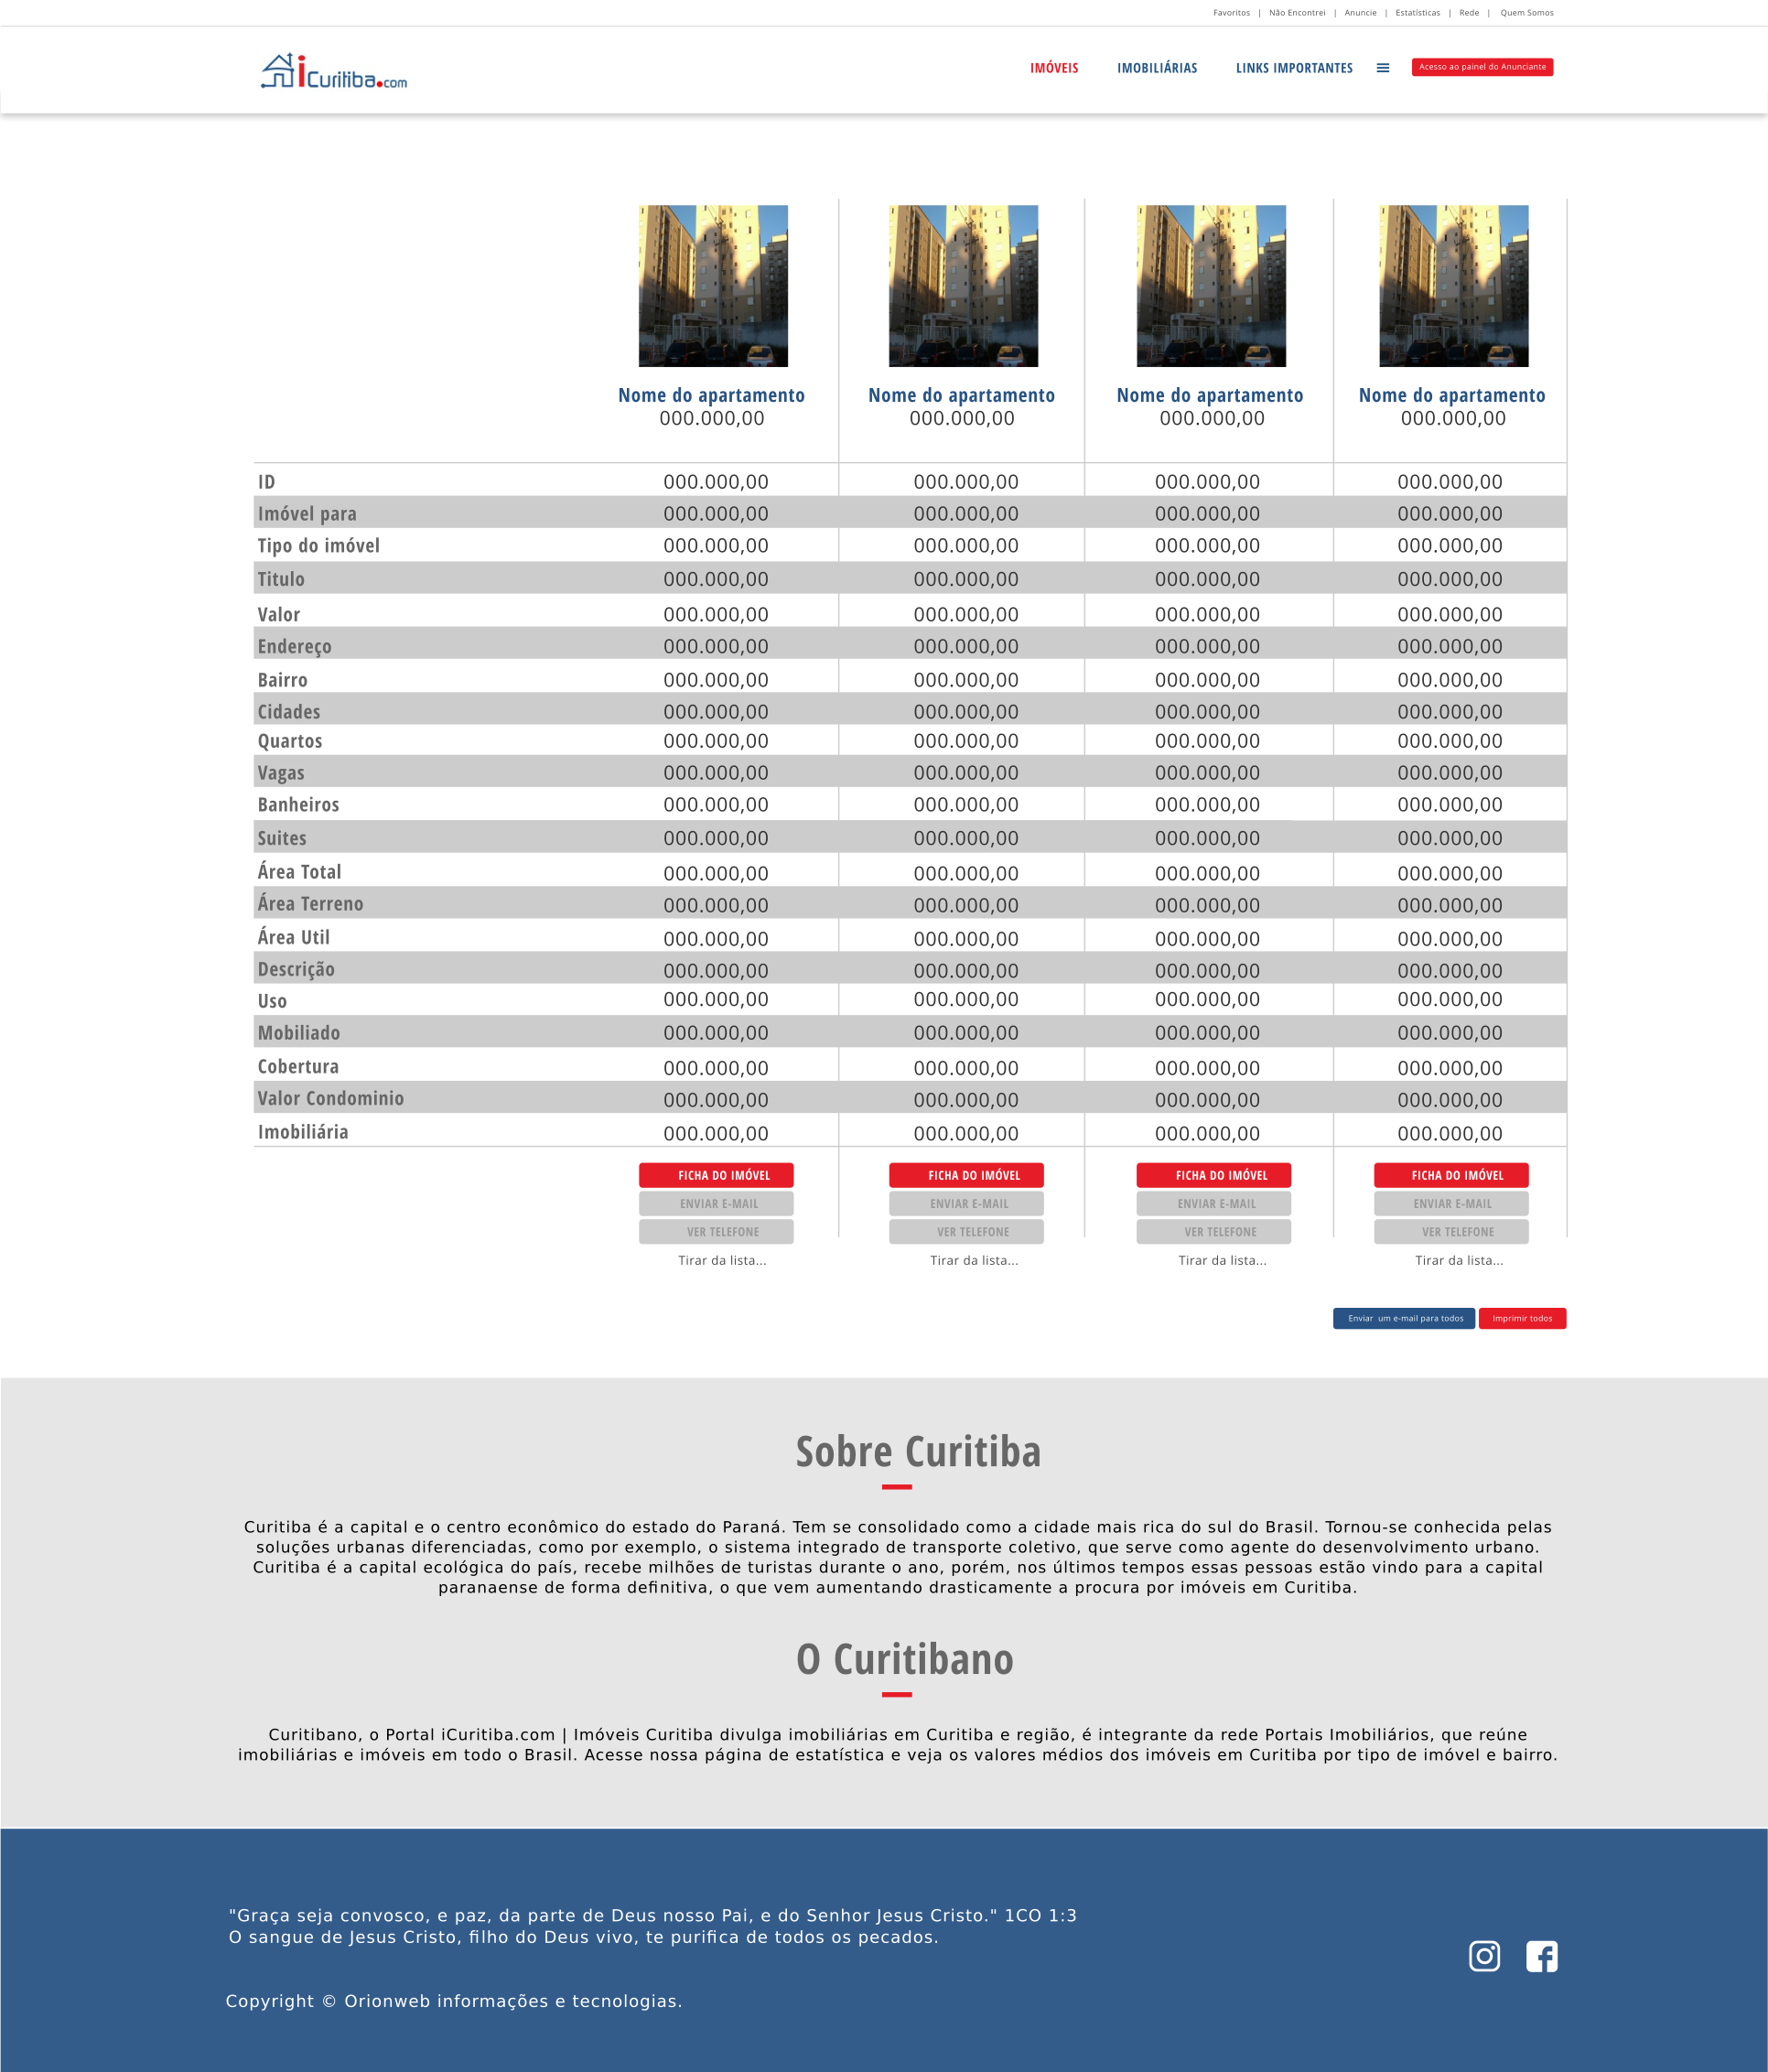 Favoritos | Não Encontrei | Anuncie | Estatísticas | Rede | Quem Somos
iCuritiba.com
IMÓVEIS IMOBILIÁRIAS LINKS IMPORTANTES Acesso ao painel do Anunciante
Nome do apartamento Nome do apartamento Nome do apartamento Nome do apartamento
000.000,00 000.000,00 000.000,00 000.000,00
ID 000.000,00 000.000,00 000.000,00 000.000,00
Imóvel para 000.000,00 000.000,00 000.000,00 000.000,00
Tipo do imóvel 000.000,00 000.000,00 000.000,00 000.000,00
Titulo 000.000,00 000.000,00 000.000,00 000.000,00
Valor 000.000,00 000.000,00 000.000,00 000.000,00
Endereço 000.000,00 000.000,00 000.000,00 000.000,00
Bairro 000.000,00 000.000,00 000.000,00 000.000,00
Cidades 000.000,00 000.000,00 000.000,00 000.000,00
Quartos 000.000,00 000.000,00 000.000,00 000.000,00
Vagas 000.000,00 000.000,00 000.000,00 000.000,00
Banheiros 000.000,00 000.000,00 000.000,00 000.000,00
Suites 000.000,00 000.000,00 000.000,00 000.000,00
Área Total 000.000,00 000.000,00 000.000,00 000.000,00
Área Terreno 000.000,00 000.000,00 000.000,00 000.000,00
Área Util 000.000,00 000.000,00 000.000,00 000.000,00
Descrição 000.000,00 000.000,00 000.000,00 000.000,00
Uso 000.000,00 000.000,00 000.000,00 000.000,00
Mobiliado 000.000,00 000.000,00 000.000,00 000.000,00
Cobertura 000.000,00 000.000,00 000.000,00 000.000,00
Valor Condominio 000.000,00 000.000,00 000.000,00 000.000,00
Imobiliária 000.000,00 000.000,00 000.000,00 000.000,00
FICHA DO IMÓVEL FICHA DO IMÓVEL FICHA DO IMÓVEL FICHA DO IMÓVEL
ENVIAR E-MAIL ENVIAR E-MAIL ENVIAR E-MAIL ENVIAR E-MAIL
VER TELEFONE VER TELEFONE VER TELEFONE VER TELEFONE
Tirar da lista... Tirar da lista... Tirar da lista... Tirar da lista...
Enviar um e-mail para todos Imprimir todos
Sobre Curitiba
Curitiba é a capital e o centro econômico do estado do Paraná. Tem se consolidado como a cidade mais rica do sul do Brasil. Tornou-se conhecida pelas
soluções urbanas diferenciadas, como por exemplo, o sistema integrado de transporte coletivo, que serve como agente do desenvolvimento urbano.
Curitiba é a capital ecológica do país, recebe milhões de turistas durante o ano, porém, nos últimos tempos essas pessoas estão vindo para a capital
paranaense de forma definitiva, o que vem aumentando drasticamente a procura por imóveis em Curitiba.
O Curitibano
Curitibano, o Portal iCuritiba.com | Imóveis Curitiba divulga imobiliárias em Curitiba e região, é integrante da rede Portais Imobiliários, que reúne
imobiliárias e imóveis em todo o Brasil. Acesse nossa página de estatística e veja os valores médios dos imóveis em Curitiba por tipo de imóvel e bairro.
"Graça seja convosco, e paz, da parte de Deus nosso Pai, e do Senhor Jesus Cristo." 1CO 1:3
O sangue de Jesus Cristo, filho do Deus vivo, te purifica de todos os pecados.
Copyright © Orionweb informações e tecnologias.